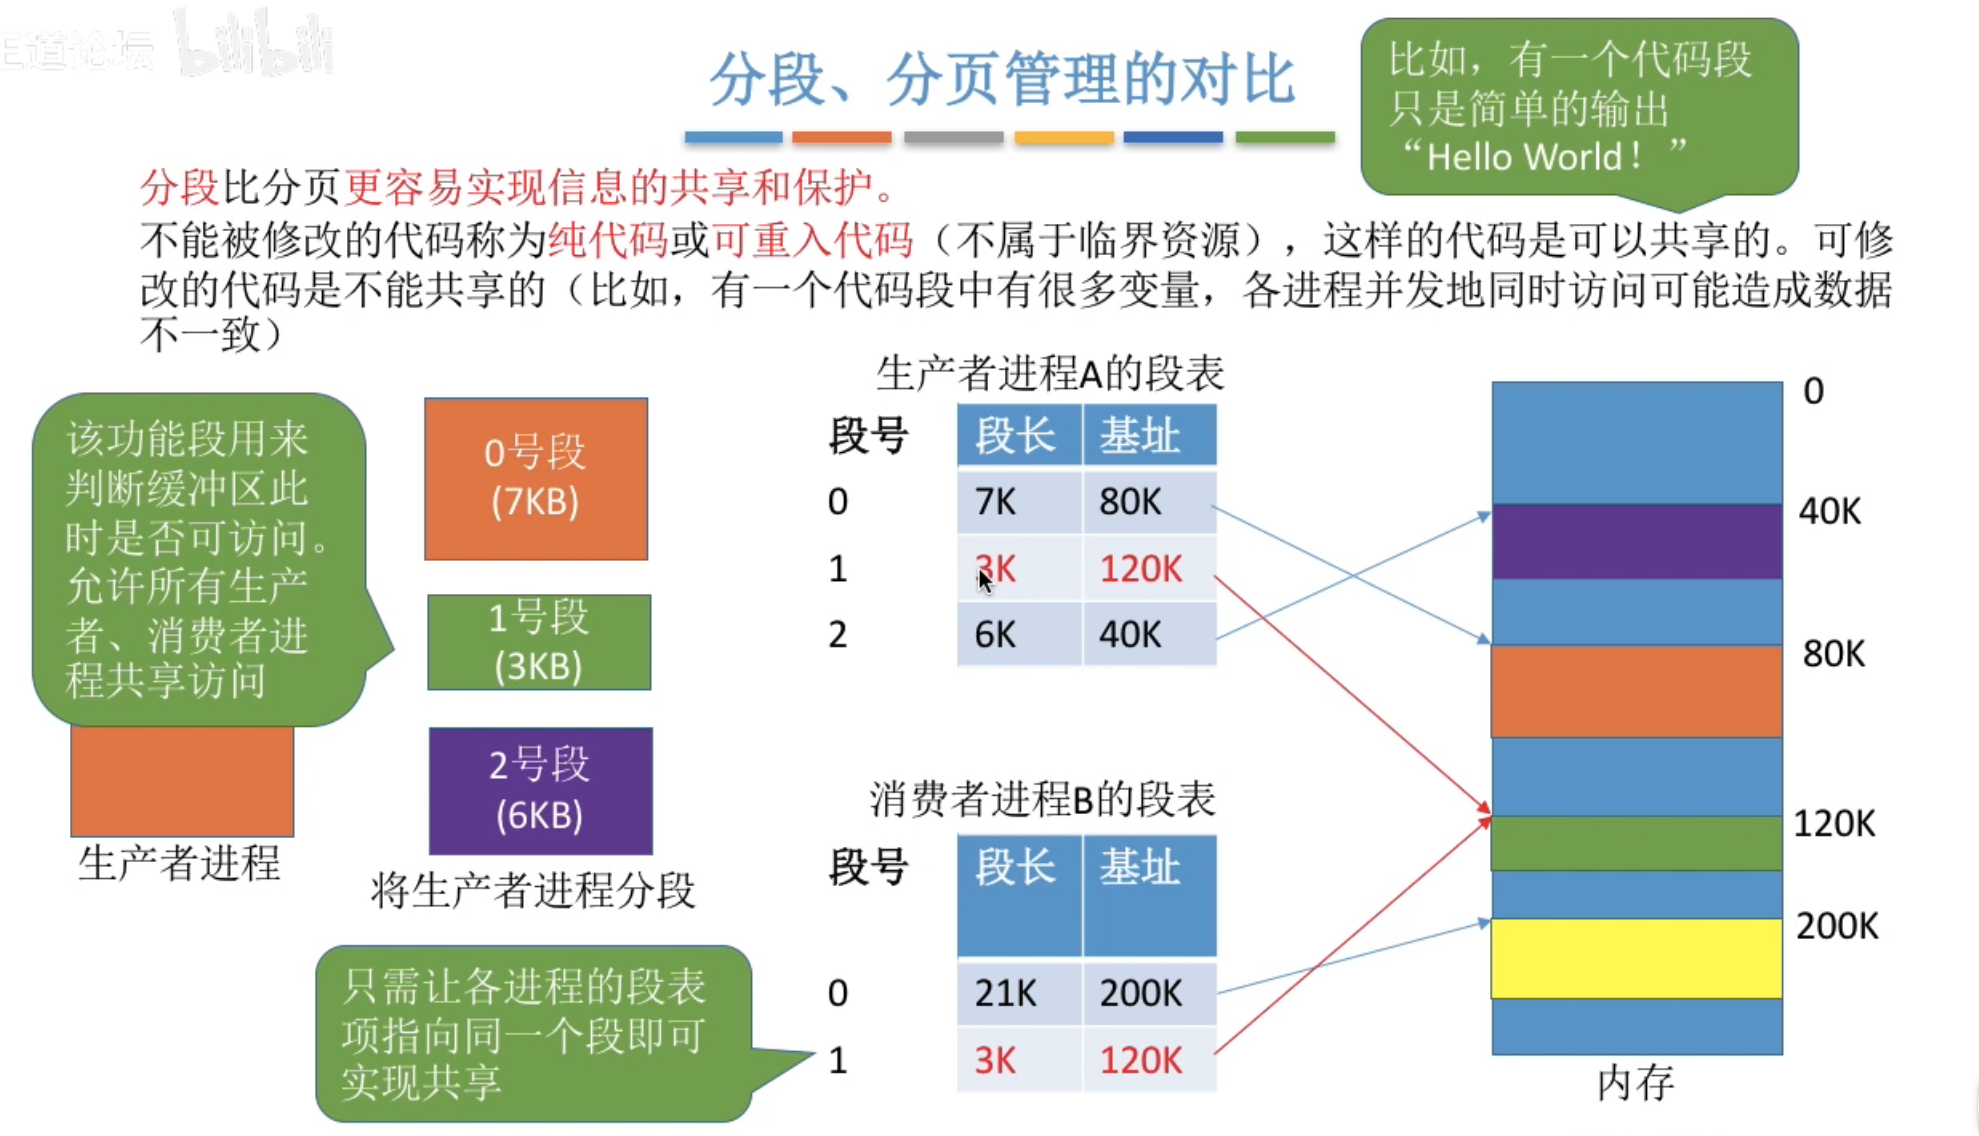 王道论坛 bilibili
分段、分页管理的对比
比如，有一个代码段
只是简单的输出
“Hello World！”
分段比分页更容易实现信息的共享和保护。
不能被修改的代码称为纯代码或可重入代码（不属于临界资源），这样的代码是可以共享的。可修
改的代码是不能共享的（比如，有一个代码段中有很多变量，各进程并发地同时访问可能造成数据
不一致）
该功能段用来
判断缓冲区此
时是否可访问。
允许所有生产
者、消费者进
程共享访问
生产者进程
0号段
(7KB)
1号段
(3KB)
2号段
(6KB)
将生产者进程分段
只需让各进程的段表
项指向同一个段即可
实现共享
生产者进程A的段表
段号 段长 基址
0 7K 80K
1 3K 120K
2 6K 40K
消费者进程B的段表
段号 段长 基址
0 21K 200K
1 3K 120K
0
40K
80K
120K
200K
内存